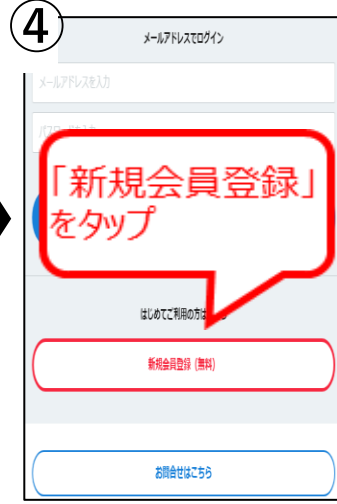 ④
メールアドレスでログイン
メールアドレスを入力
「新規会員登録」
をタップ
はじめてご利用の方は
新規会員登録（無料）
お問合せはこちら